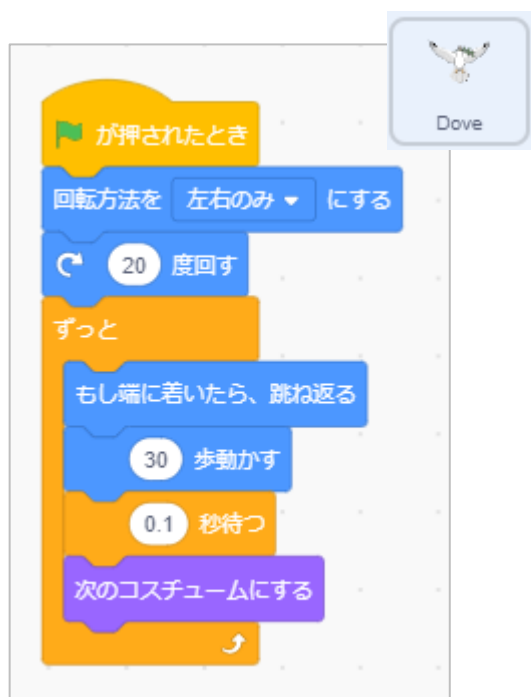 Dove
が押されたとき
回転方法を 左右のみ にする
20 度回す
ずっと
もし端に着いたら、跳ね返る
30 歩動かす
0.1 秒待つ
次のコスチュームにする